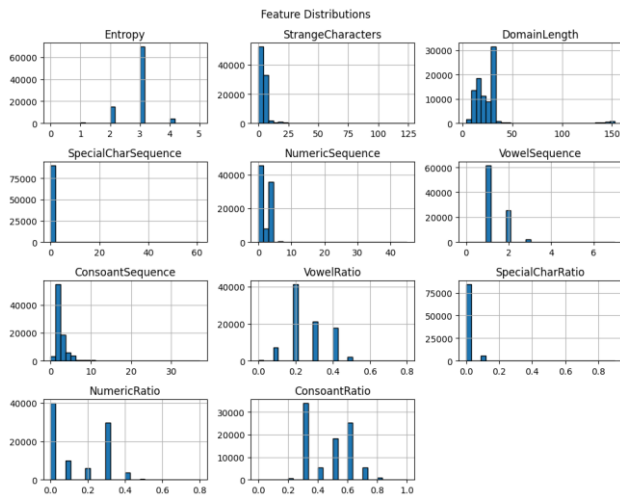 Feature Distributions
Entropy
60000
40000
20000
0
0 1 2 3 4 5
StrangeCharacters
40000
20000
0
0 25 50 75 100 125
DomainLength
30000
20000
10000
0
0 50 100 150
SpecialCharSequence
75000
50000
25000
0
0 20 40 60
NumericSequence
40000
20000
0
0 10 20 30 40
VowelSequence
60000
40000
20000
0
0 2 4 6
ConsoantSequence
40000
20000
0
0 10 20 30
VowelRatio
40000
20000
0
0.0 0.2 0.4 0.6 0.8
SpecialCharRatio
75000
50000
25000
0
0.0 0.2 0.4 0.6 0.8
NumericRatio
40000
20000
0
0.0 0.2 0.4 0.6 0.8
ConsoantRatio
30000
20000
10000
0
0.0 0.2 0.4 0.6 0.8 1.0